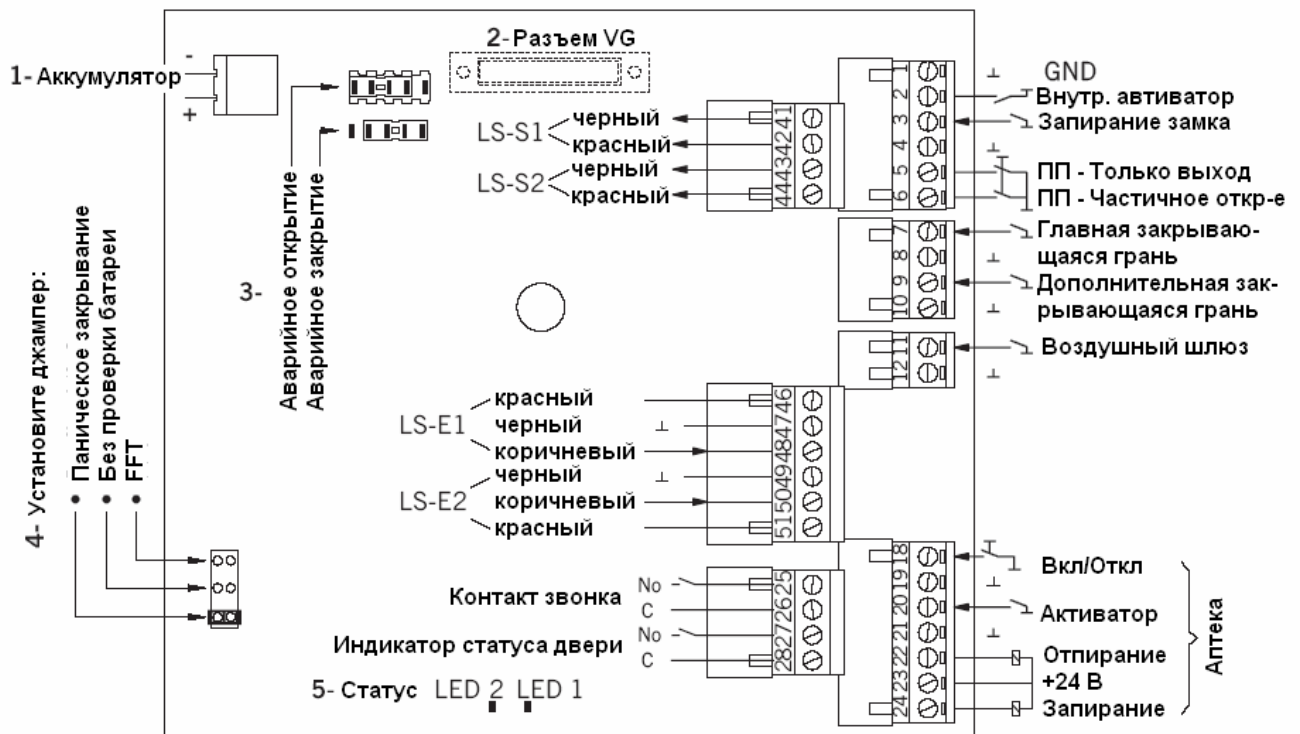 1- Аккумулятор
-
+
2- Разъем VG
3-
Аварийное открытие
Аварийное закрытие
4- Установите джампер:
Паническое закрывание
Без проверки батареи
FFT
LS-S1
черный
красный
LS-S2
черный
красный
41
42
43
44
1
2
3
4
5
6
GND
Внутр. автиватор
Запирание замка
ПП - Только выход
ПП - Частичное откр-е
7
8
9
10
Главная закрываю-
щаяся грань
Дополнительная зак-
рывающаяся грань
11
12
Воздушный шлюз
LS-E1
красный
черный
коричневый
LS-E2
черный
коричневый
красный
46
47
48
49
50
51
Контакт звонка
No
C
Индикатор статуса двери
No
C
25
26
27
28
5- Статус LED 2 LED 1
18
19
20
21
22
23
24
Вкл/Откл
Активатор
Отпирание
+24 В
Запирание
Аптека